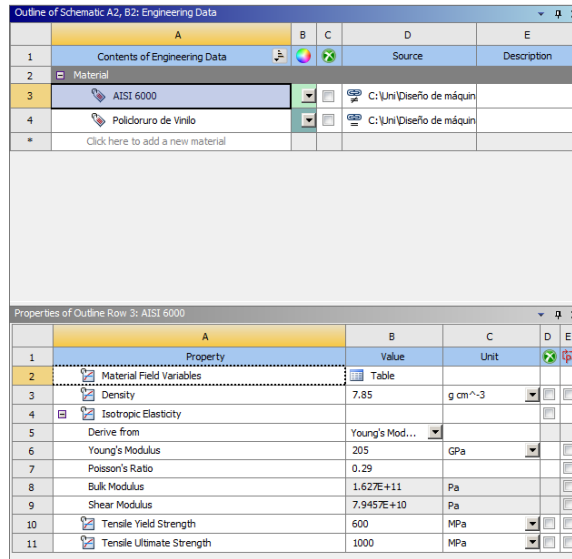 Outline of Schematic A2, B2: Engineering Data
A B C D E
1 Contents of Engineering Data Source Description
2 Material
3 AISI 6000 C:\Uni\Diseño de máquin
4 Policloruro de Vinilo C:\Uni\Diseño de máquin
* Click here to add a new material
Properties of Outline Row 3: AISI 6000
A B C D E
1 Property Value Unit
2 Material Field Variables Table
3 Density 7.85 g cm^-3
4 Isotropic Elasticity
5 Derive from Young's Mod...
6 Young's Modulus 205 GPa
7 Poisson's Ratio 0.29
8 Bulk Modulus 1.627E+11 Pa
9 Shear Modulus 7.9457E+10 Pa
10 Tensile Yield Strength 600 MPa
11 Tensile Ultimate Strength 1000 MPa